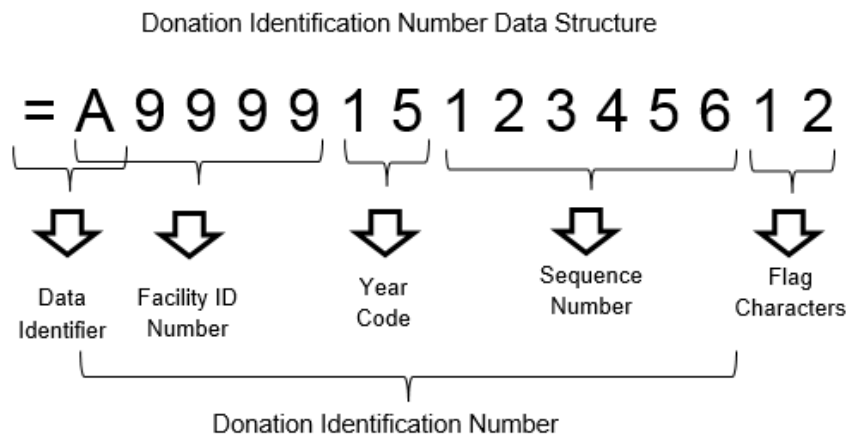 Donation Identification Number Data Structure
= A 9 9 9 9 1 5 1 2 3 4 5 6 1 2
Data
Identifier
Facility ID
Number
Year
Code
Sequence
Number
Flag
Characters
Donation Identification Number